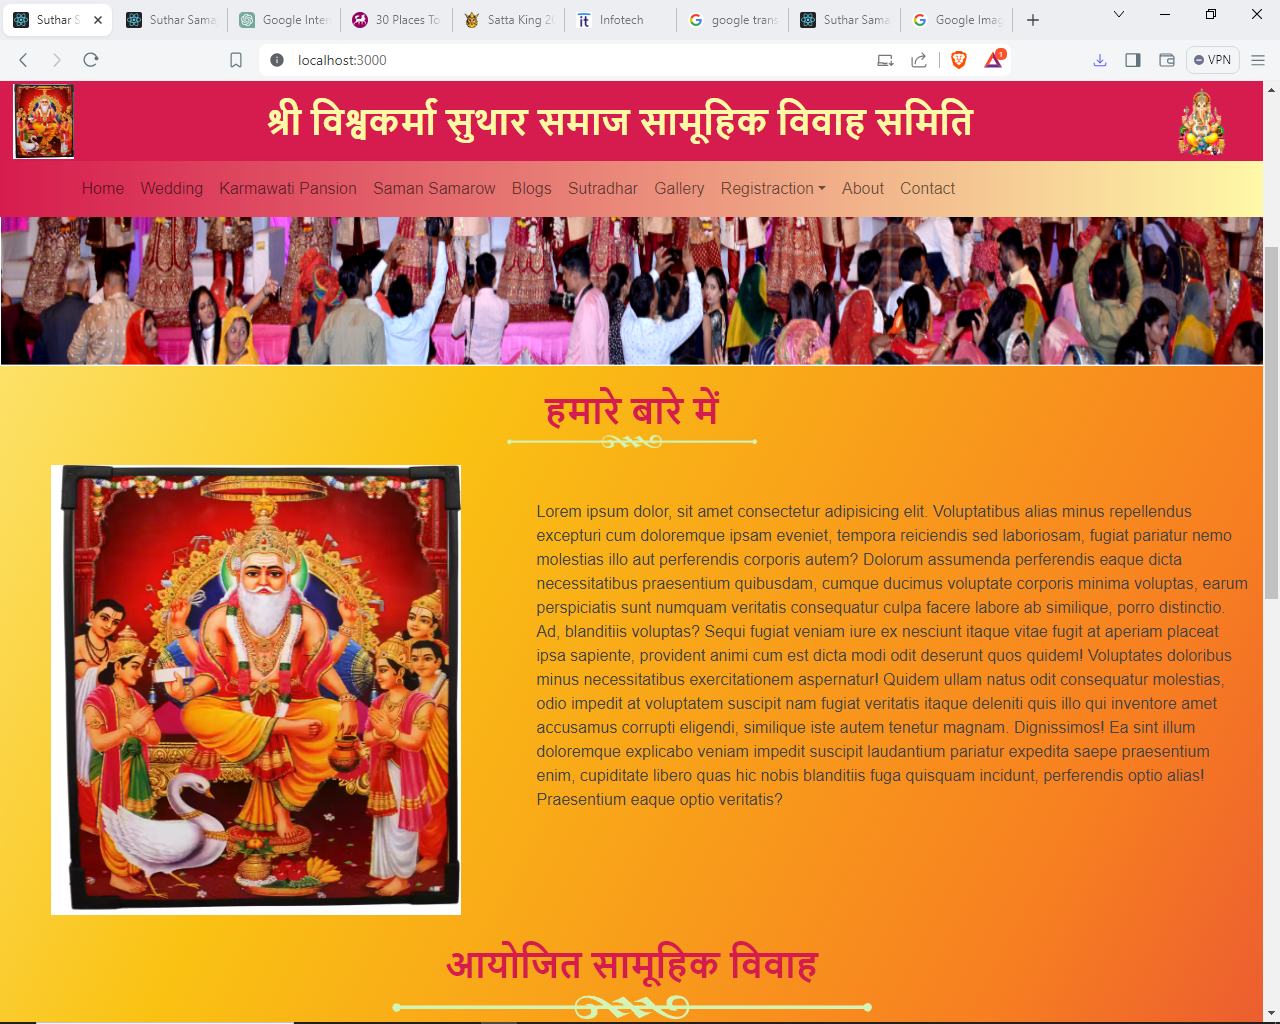 Suthar S
Suthar Sama
Google Inter
30 Places To
Satta King 20
Infotech
google trans
Suthar Sama
Google Imag
localhost:3000
1
VPN
श्री विश्वकर्मा सुथार समाज सामूहिक विवाह समिति
Home Wedding Karmawati Pansion Saman Samarow Blogs Sutradhar Gallery Registraction About Contact
हमारे बारे में
Lorem ipsum dolor, sit amet consectetur adipisicing elit. Voluptatibus alias minus repellendus
excepturi cum doloremque ipsam eveniet, tempora reiciendis sed laboriosam, fugiat pariatur nemo
molestias illo aut perferendis corporis autem? Dolorum assumenda perferendis eaque dicta
necessitatibus praesentium quibusdam, cumque ducimus voluptate corporis minima voluptas, earum
perspiciatis sunt numquam veritatis consequatur culpa facere labore ab similique, porro distinctio.
Ad, blanditiis voluptas? Sequi fugiat veniam iure ex nesciunt itaque vitae fugit at aperiam placeat
ipsa sapiente, provident animi cum est dicta modi odit deserunt quos quidem! Voluptates doloribus
minus necessitatibus exercitationem aspernatur! Quidem ullam natus odit consequatur molestias,
odio impedit at voluptatem suscipit nam fugiat veritatis itaque deleniti quis illo qui inventore amet
accusamus corrupti eligendi, similique iste autem tenetur magnam. Dignissimos! Ea sint illum
doloremque explicabo veniam impedit suscipit laudantium pariatur expedita saepe praesentium
enim, cupiditate libero quas hic nobis blanditiis fuga quisquam incidunt, perferendis optio alias!
Praesentium eaque optio veritatis?
आयोजित सामूहिक विवाह